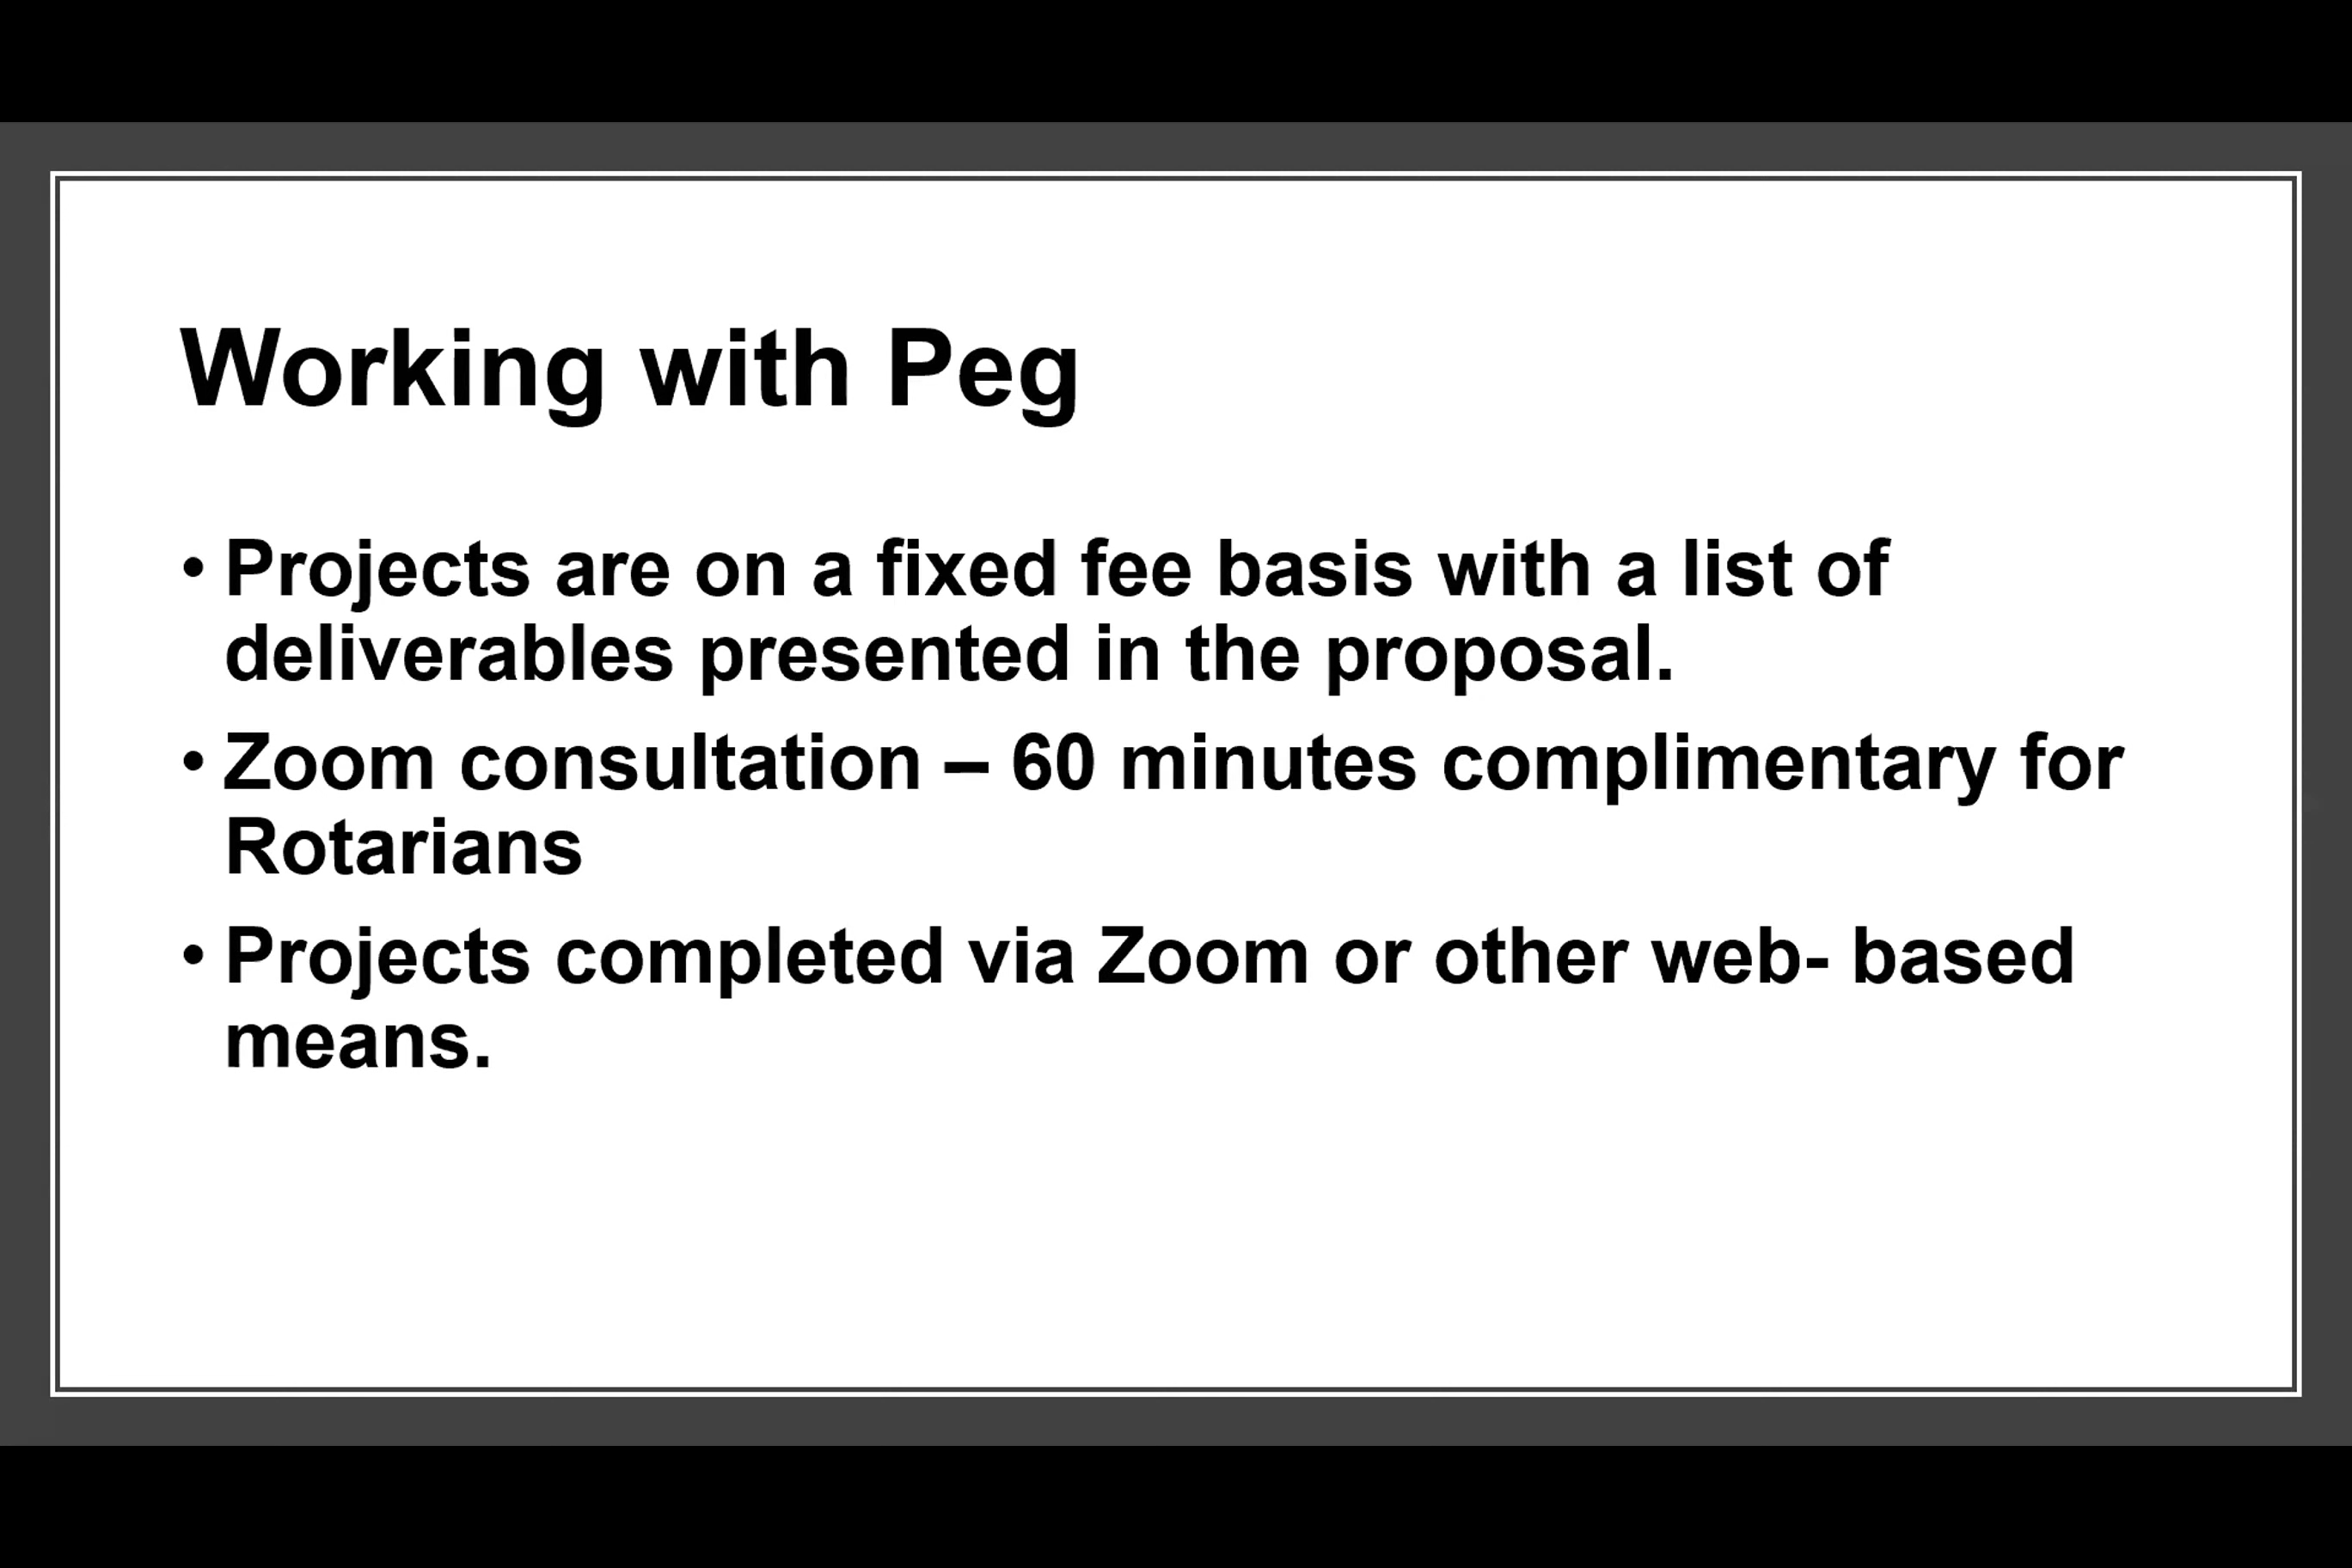 Working with Peg
• Projects are on a fixed fee basis with a list of
deliverables presented in the proposal.
• Zoom consultation – 60 minutes complimentary for
Rotarians
• Projects completed via Zoom or other web- based
means.